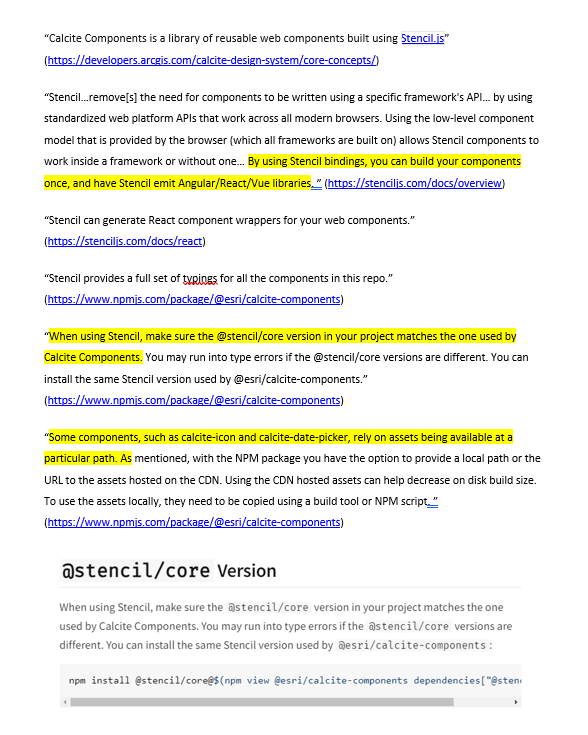 “Calcite Components is a library of reusable web components built using Stencil.js”
(https://developers.arcgis.com/calcite-design-system/core-concepts/)
“Stencil…remove[s] the need for components to be written using a specific framework's API… by using
standardized web platform APIs that work across all modern browsers. Using the low-level component
model that is provided by the browser (which all frameworks are built on) allows Stencil components to
work inside a framework or without one… By using Stencil bindings, you can build your components
once, and have Stencil emit Angular/React/Vue libraries.” (https://stenciljs.com/docs/overview)
“Stencil can generate React component wrappers for your web components.”
(https://stenciljs.com/docs/react)
“Stencil provides a full set of typings for all the components in this repo.”
(https://www.npmjs.com/package/@esri/calcite-components)
“When using Stencil, make sure the @stencil/core version in your project matches the one used by
Calcite Components. You may run into type errors if the @stencil/core versions are different. You can
install the same Stencil version used by @esri/calcite-components.”
(https://www.npmjs.com/package/@esri/calcite-components)
“Some components, such as calcite-icon and calcite-date-picker, rely on assets being available at a
particular path. As mentioned, with the NPM package you have the option to provide a local path or the
URL to the assets hosted on the CDN. Using the CDN hosted assets can help decrease on disk build size.
To use the assets locally, they need to be copied using a build tool or NPM script.”
(https://www.npmjs.com/package/@esri/calcite-components)
@stencil/core Version
When using Stencil, make sure the @stencil/core version in your project matches the one
used by Calcite Components. You may run into type errors if the @stencil/core versions are
different. You can install the same Stencil version used by @esri/calcite-components :
npm install @stencil/core@$(npm view @esri/calcite-components dependencies["@sten